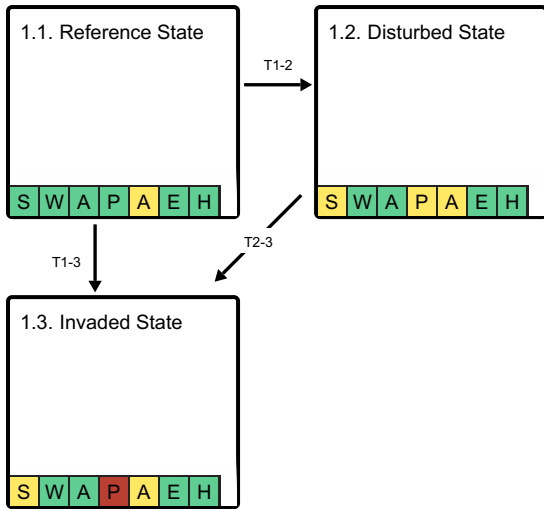 1.1. Reference State
T1-2
1.2. Disturbed State
S W A P A E H
S W A P A E H
T1-3
T2-3
1.3. Invaded State
S W A P A E H